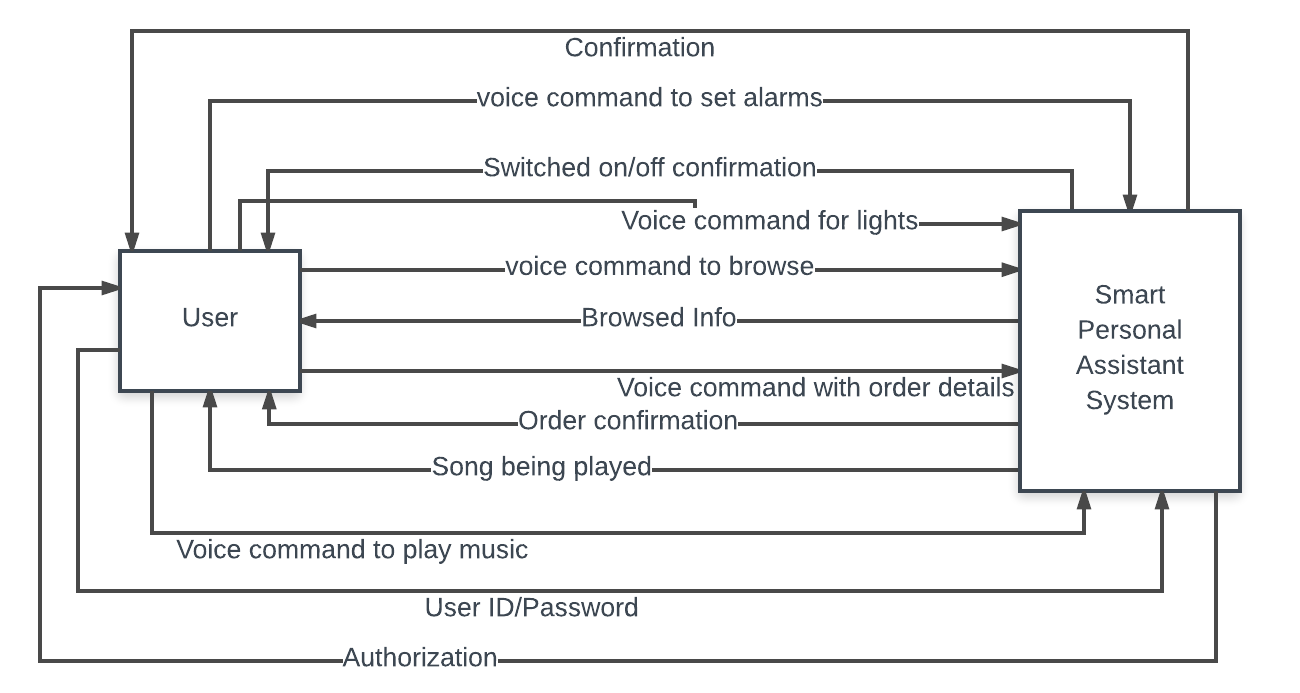 Confirmation
voice command to set alarms
Switched on/off confirmation
Voice command for lights
voice command to browse
User
Browsed Info
Smart
Personal
Assistant
System
Voice command with order details
Order confirmation
Song being played
Voice command to play music
User ID/Password
Authorization